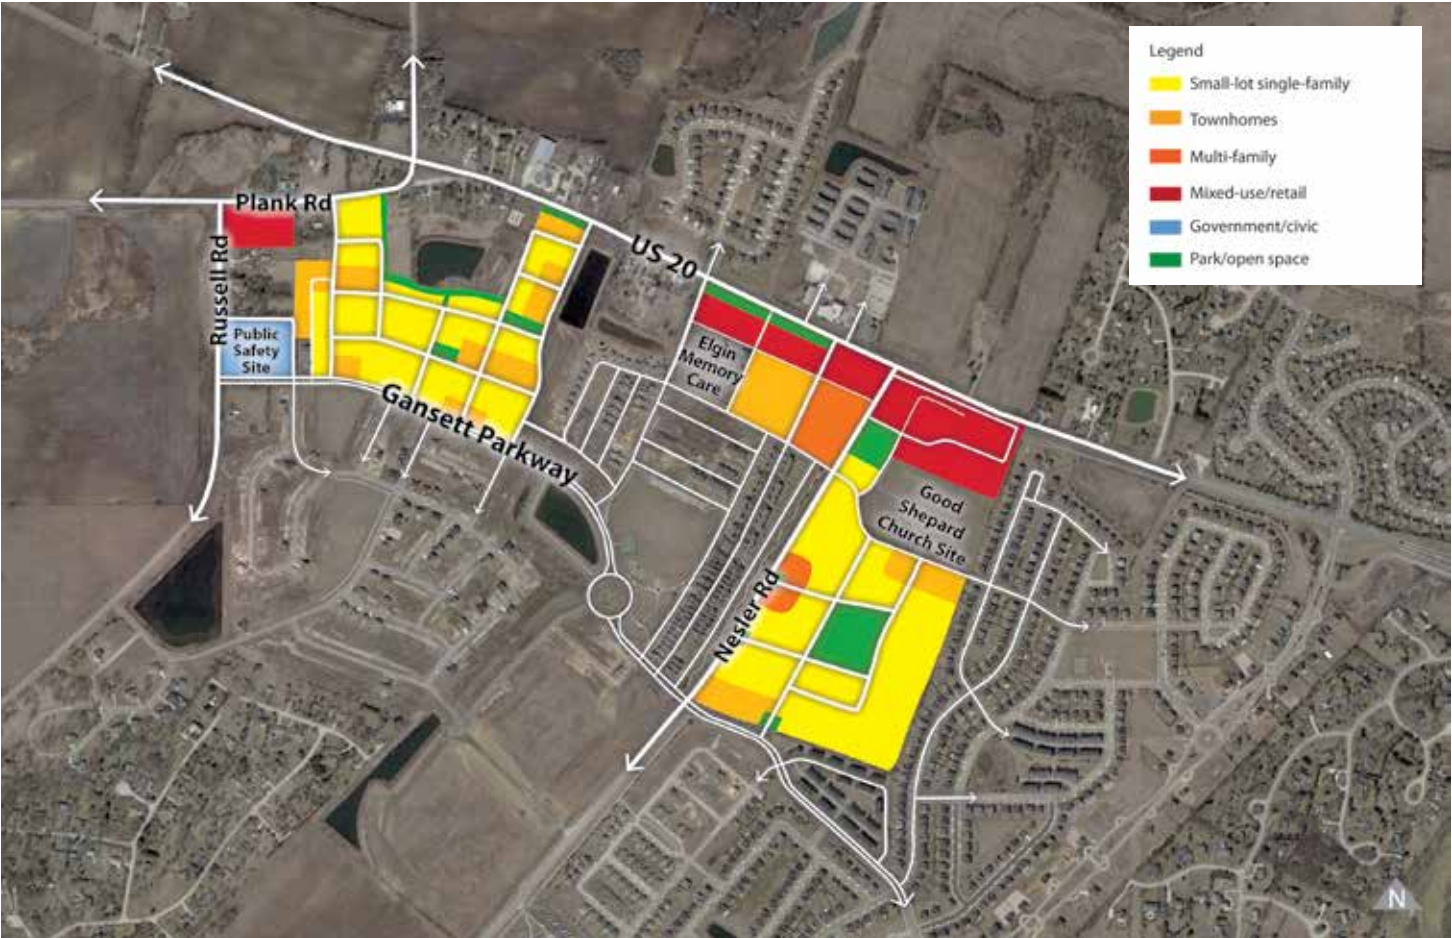 Legend
Small-lot single-family
Townhomes
Multi-family
Mixed-use/retail
Government/civic
Park/open space
Plank Rd
US 20
Russell Rd
Public
Safety
Site
Elgin
Memory
Care
Gansett Parkway
Good
Shepard
Church Site
Nesler Rd
N